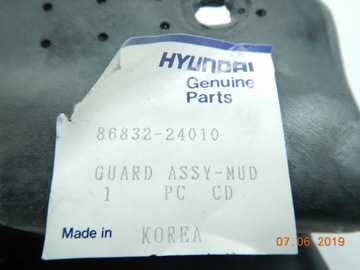 HYUNDAI
Genuine
Parts
86832-24010
GUARD ASSY-MUD
1 PC CD
Made in KOREA
07.06.2019